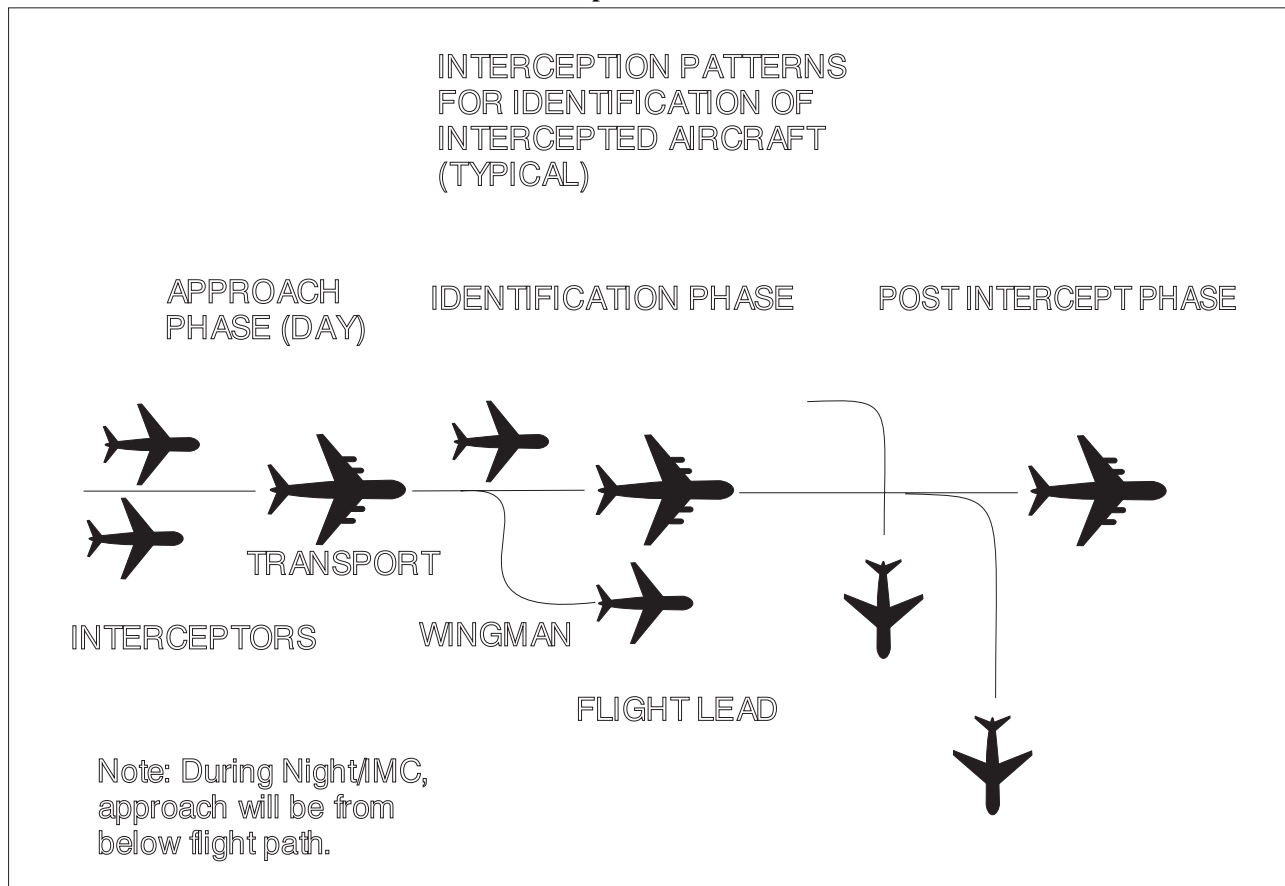 INTERCEPTION PATTERNS
FOR IDENTIFICATION OF
INTERCEPTED AIRCRAFT
(TYPICAL)
APPROACH
PHASE (DAY)
IDENTIFICATION PHASE
POST INTERCEPT PHASE
TRANSPORT
INTERCEPTORS
WINGMAN
FLIGHT LEAD
Note: During Night/IMC,
approach will be from
below flight path.